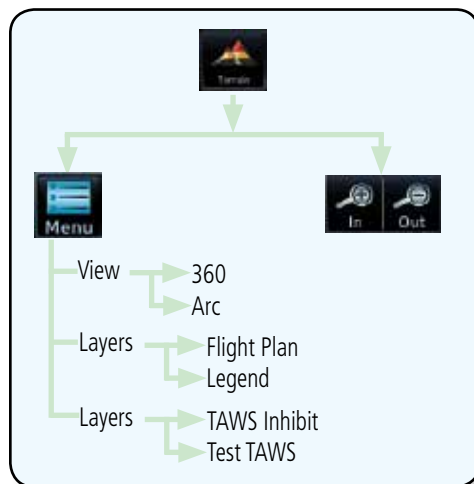 Terrain
Menu
In
Out
View
360
Arc
Layers
Flight Plan
Legend
Layers
TAWS Inhibit
Test TAWS